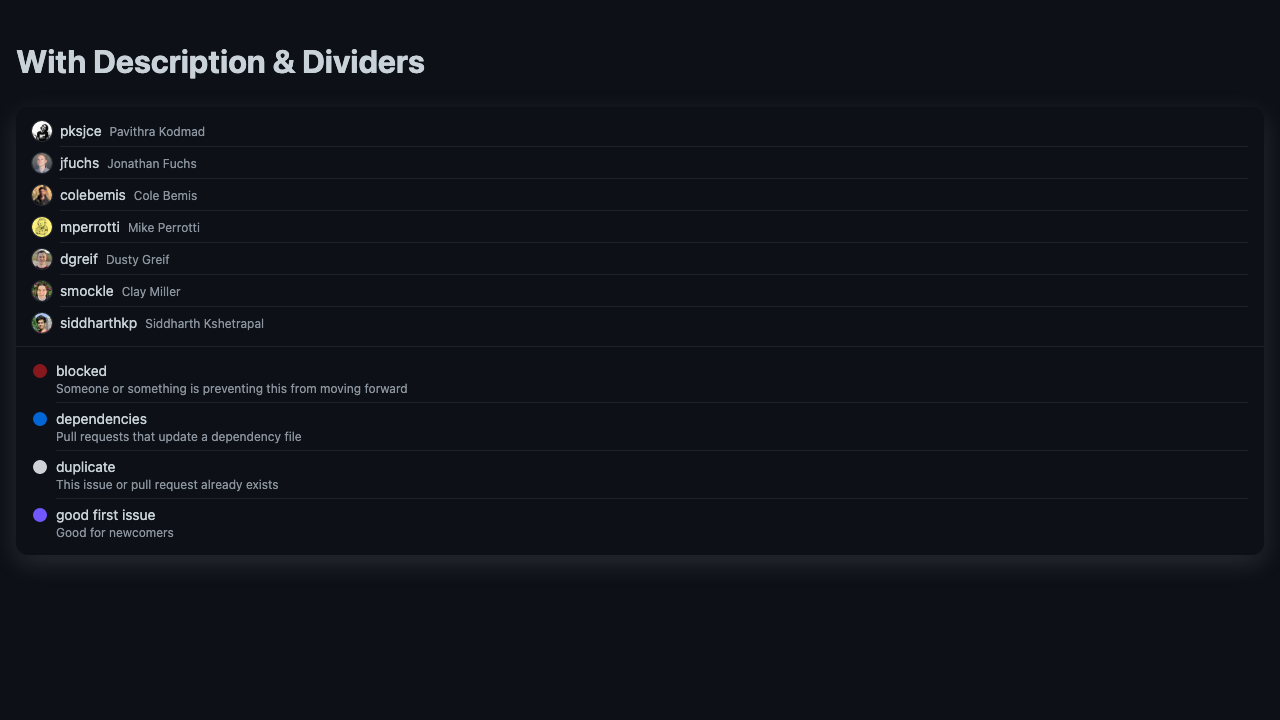 With Description & Dividers
pksjce Pavithra Kodmad
jfuchs Jonathan Fuchs
colebemis Cole Bemis
mperrotti Mike Perrotti
dgreif Dusty Greif
smockle Clay Miller
siddharthkp Siddharth Kshetrapal
blocked
Someone or something is preventing this from moving forward
dependencies
Pull requests that update a dependency file
duplicate
This issue or pull request already exists
good first issue
Good for newcomers